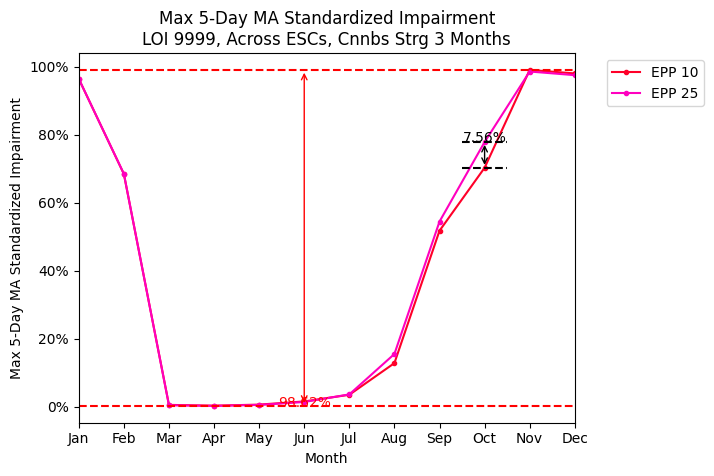 Max 5-Day MA Standardized Impairment
LOI 9999, Across ESCs, Cnnbs Strg 3 Months
Max 5-Day MA Standardized Impairment
100%
80%
60%
40%
20%
0%
7.56%
Jan Feb Mar Apr May Jun Jul Aug Sep Oct Nov Dec
Month
EPP 10
EPP 25